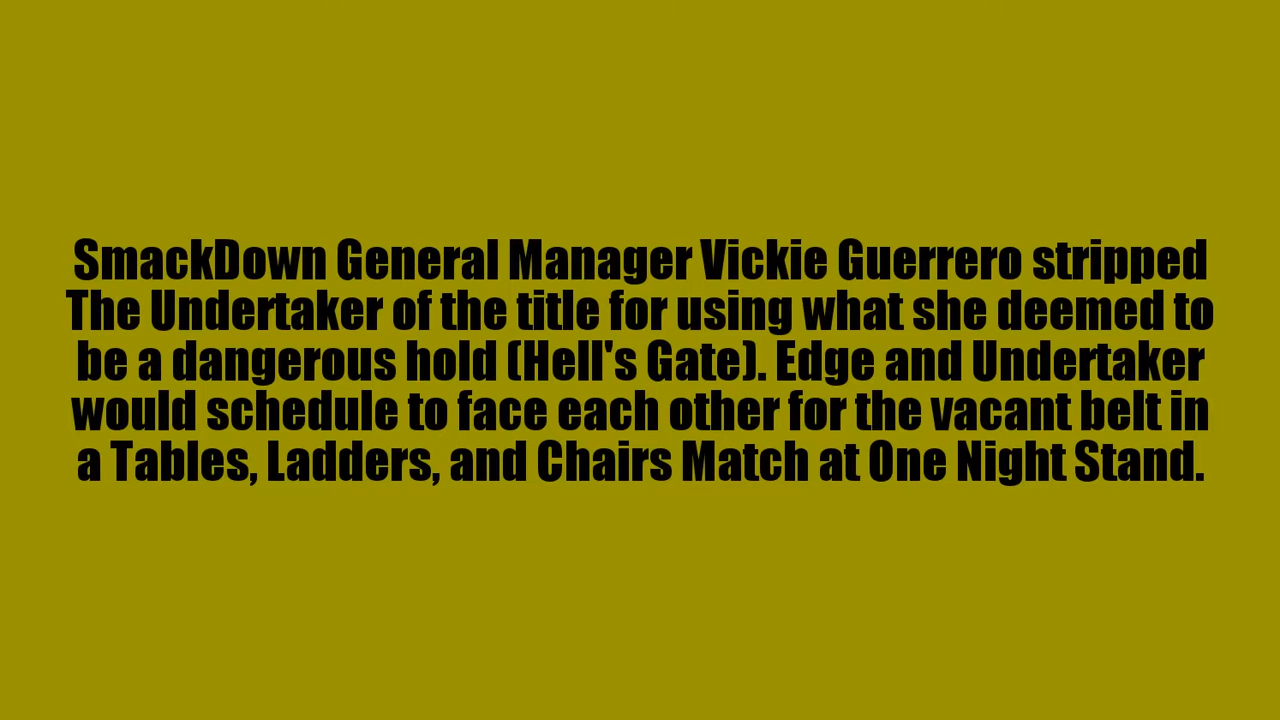 SmackDown General Manager Vickie Guerrero stripped
The Undertaker of the title for using what she deemed to
be a dangerous hold (Hell's Gate). Edge and Undertaker
would schedule to face each other for the vacant belt in
a Tables, Ladders, and Chairs Match at One Night Stand.